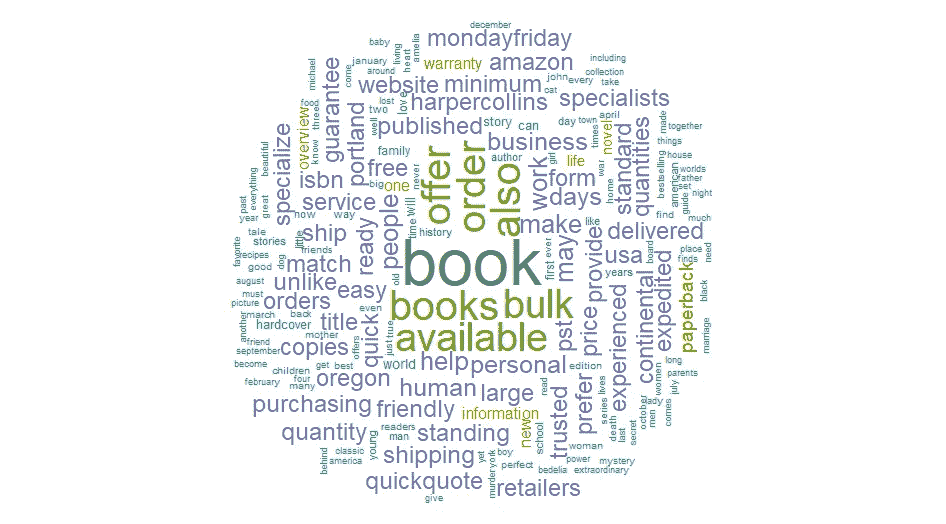 december
baby
living
heart
amelia
mondayfriday
michael
come
january
around
warranty
amazon
including
collection
john
every
take
cat
website
minimum
guarantee
food
know
three
overview
lost
two
love
harpercollins
specialists
well
portland
published
story
can
day
town
april
times
novel
made
together
things
business
standard
quantities
house
bestselling
american
worlds
father
set
guide
night
specialize
beautiful
everything
past
great
year
family
free
isbn
big
one
never
offer
order
author
also
work
girl
life
war
form
days
home
service
now
way
people
time
will
history
make
like
find
much
delivered
tale
stories
favorite
recipes
good
little
ship
friends
dog
match
ready
old
book
first
ever
may
provided
usa
years
board
place
finds
need
august
must
picture
unlike
easy
orders
even
books
bulk
pst
price
experienced
continental
expedited
paperback
black
march
back
another
hardcover
title
quick
just
true
available
marriage
friend
september
mother
copies
offers
become
children
get
best
world
help
personal
edition
long
women
parents
february
four
many
oregon
human
large
read
trusted
prefer
series
lives
july
lady
october
men
comes
purchasing
friendly
information
new
school
death
last
secret
quantity
young
readers
man
standing
woman
behind
classic
america
shipping
yet
boy
perfect
power
mystery
bedelia
extraordinary
quickquote
murder
york
retailers
give